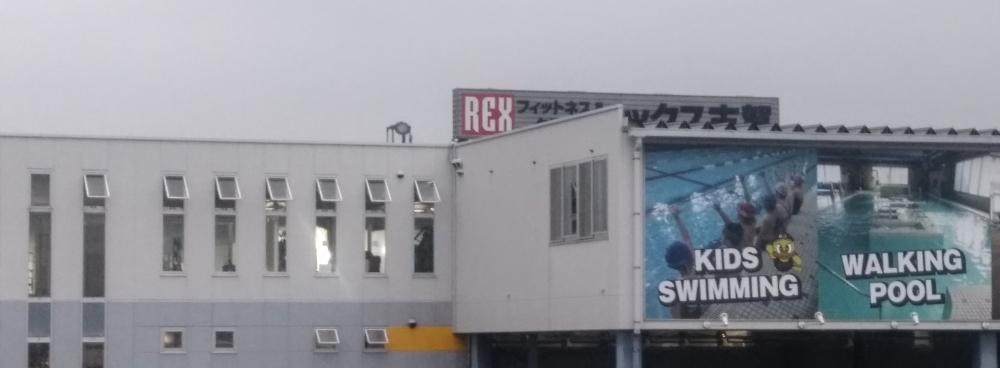 REX
フィットネス&
KIDS
SWIMMING
WALKING
POOL